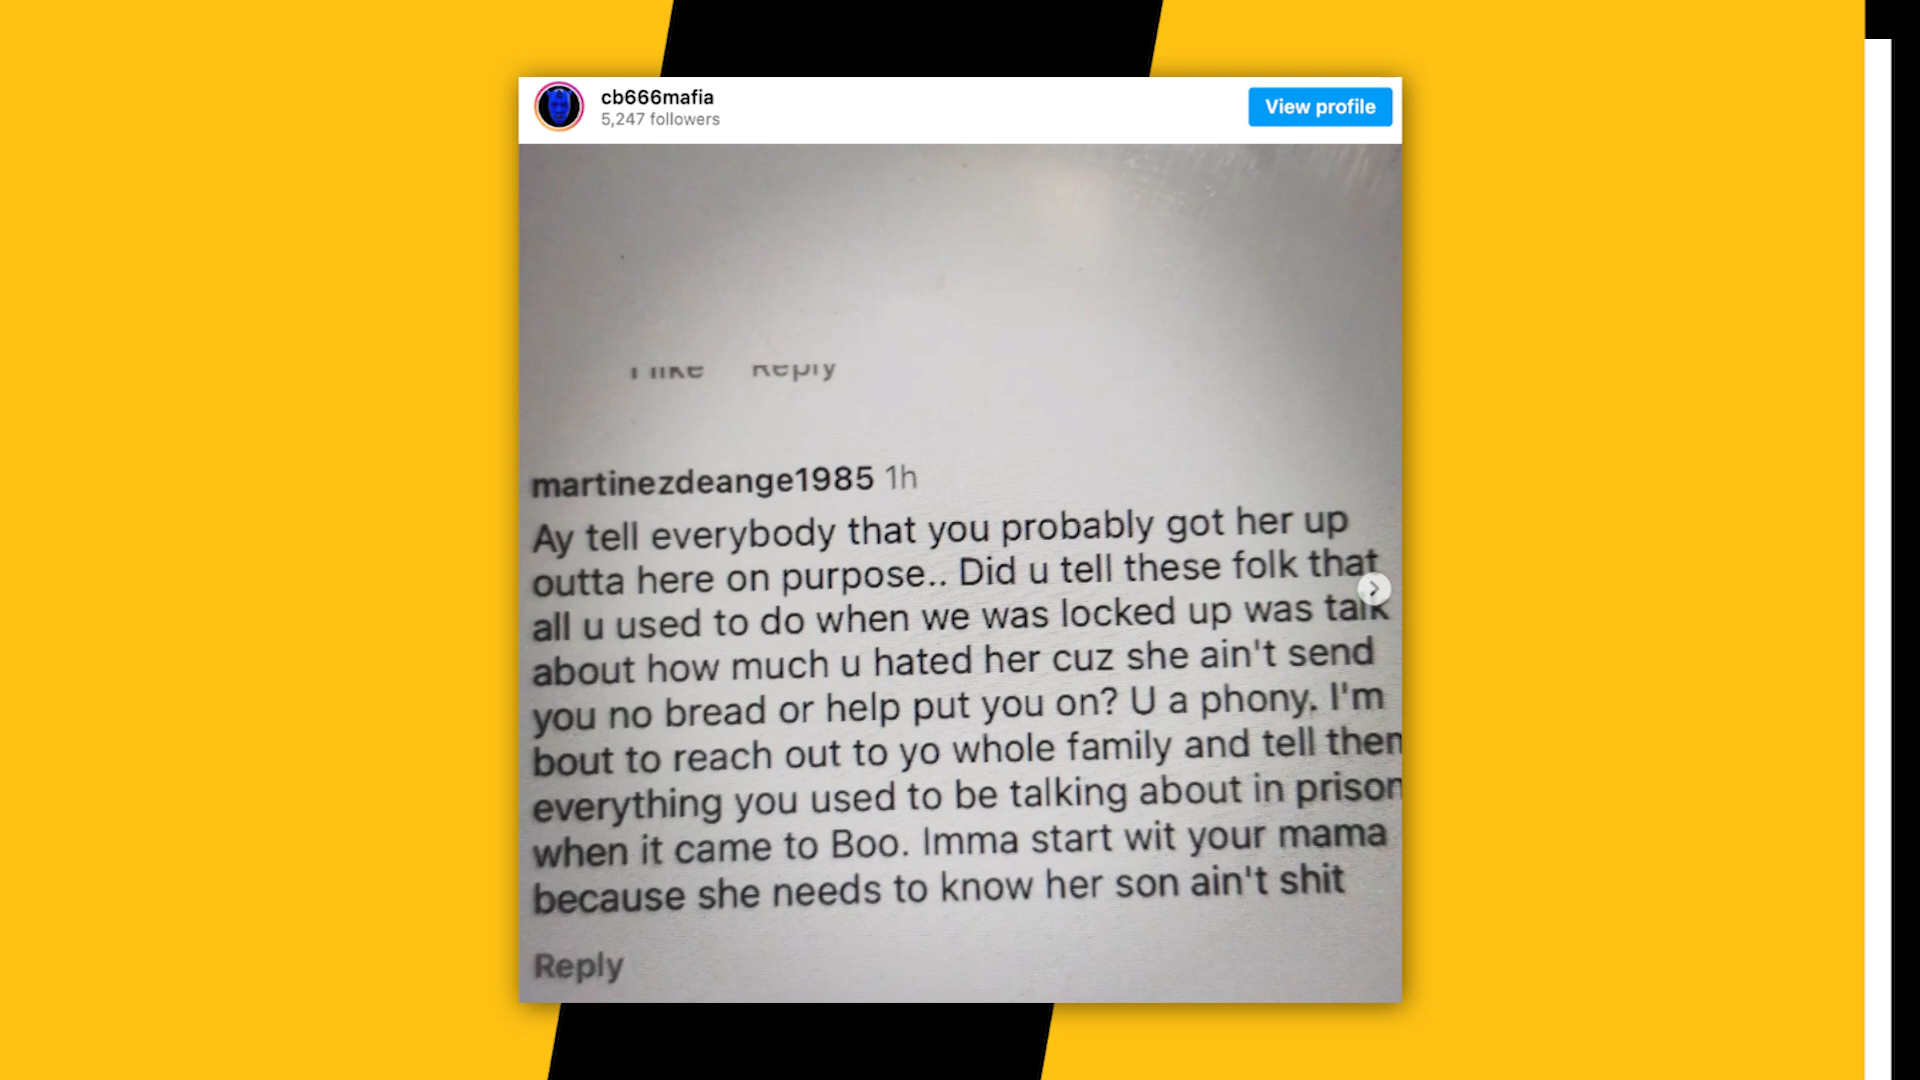 cb666mafia
5,247 followers
View profile
1 like Reply
martinezdeange1985 1h
Ay tell everybody that you probably got her up
outta here on purpose.. Did u tell these folk that
all u used to do when we was locked up was talk
about how much u hated her cuz she ain't send
you no bread or help put you on? U a phony. I'm
bout to reach out to yo whole family and tell them
everything you used to be talking about in prison
when it came to Boo. Imma start wit your mama
because she needs to know her son ain't shit
Reply